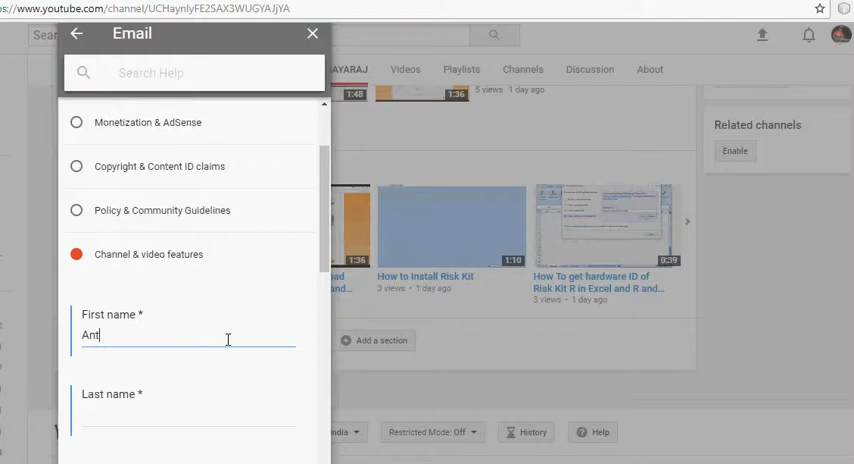 s://www.youtube.com/channel/UCHaynIyFE2SAX3WUGYAJjYA
Email
Sear
Search Help
AYARAJ Videos Playlists Channels Discussion About
1:48
1:36
5 views • 1 day ago
Related channels
Enable
Monetization & AdSense
Copyright & Content ID claims
Policy & Community Guidelines
Channel & video features
1:36
1:10
0:39
oad
and...
How to Install Risk Kit
3 views • 1 day ago
How To get hardware ID of
Risk Kit R in Excel and R and...
3 views • 1 day ago
First name *
Ant
Add a section
Last name *
India
Restricted Mode: Off
History
Help